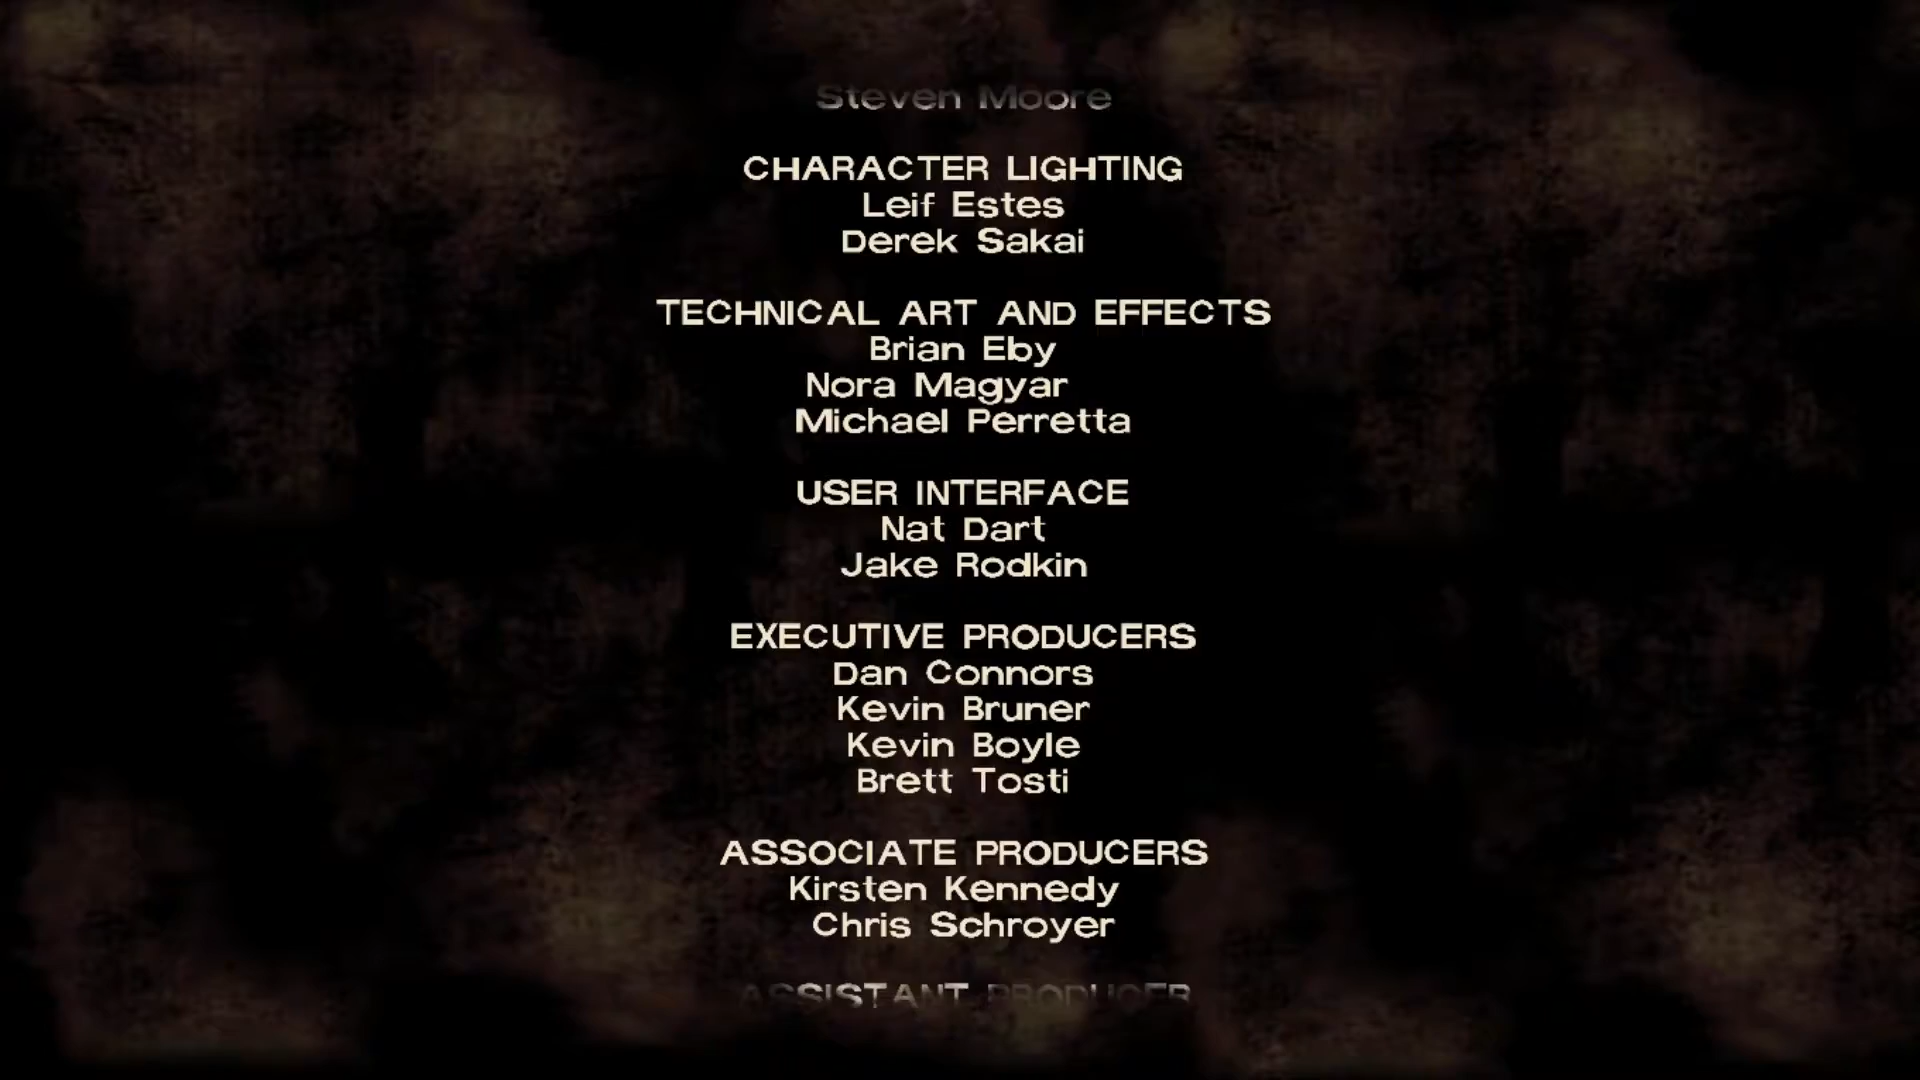 Steven Moore
CHARACTER LIGHTING
Leif Estes
Derek Sakai
TECHNICAL ART AND EFFECTS
Brian Eby
Nora Magyar
Michael Perretta
USER INTERFACE
Nat Dart
Jake Rodkin
EXECUTIVE PRODUCERS
Dan Connors
Kevin Bruner
Kevin Boyle
Brett Tosti
ASSOCIATE PRODUCERS
Kirsten Kennedy
Chris Schroyer
ASSISTANT PRODUCER